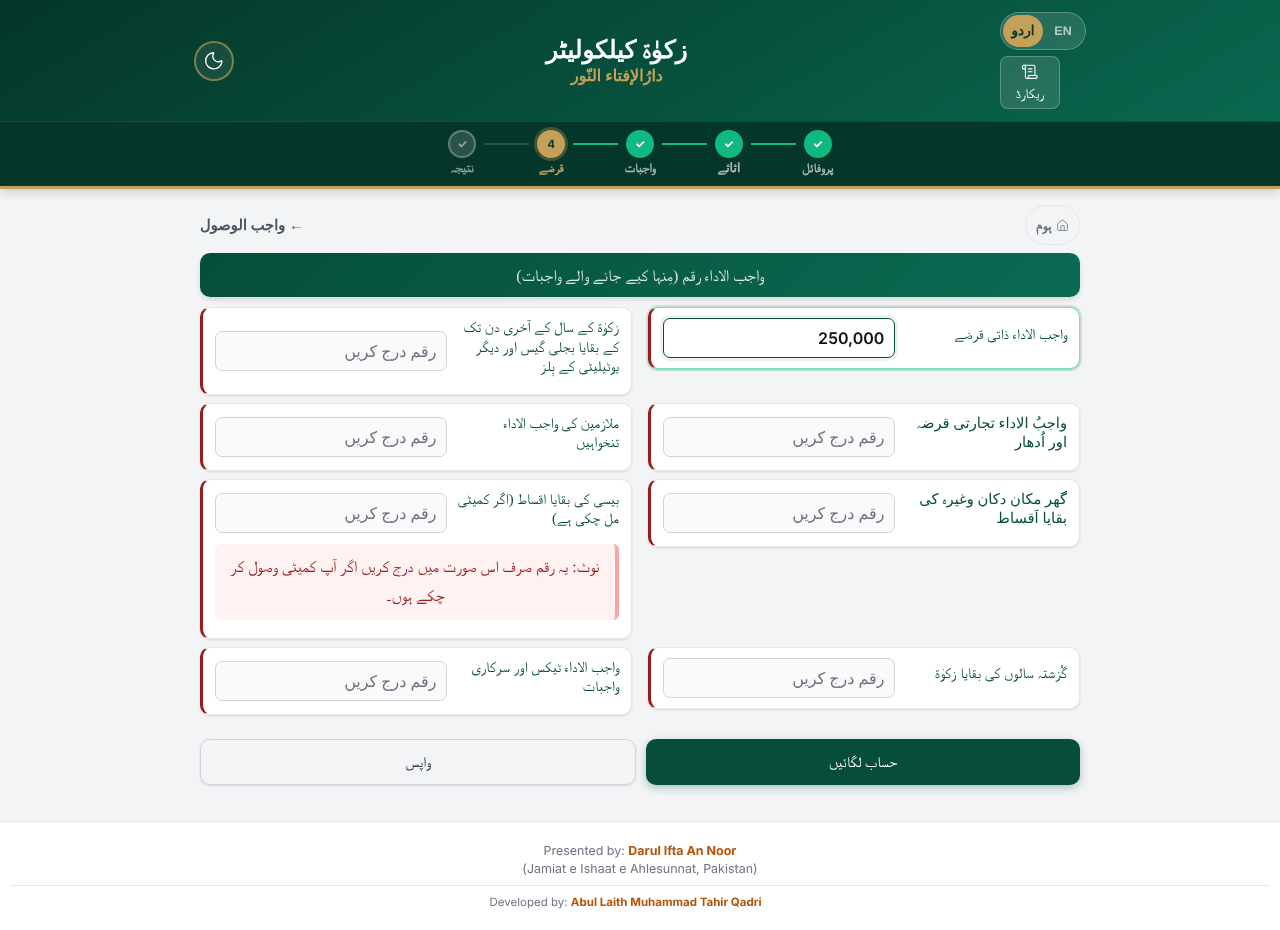 اردو
EN
ریکارڈ
زکوٰۃ کیلکولیٹر
دارُالإفتاء النّور
پروفائل
اثاثے
واجبات
4
قرضے
نتیجہ
ہوم
← واجب الوصول
واجب الاداء رقم (مِنہا کیے جانے والے واجبات)
واجب الاداء ذاتی قرضے
250,000
زکوٰۃ کے سال کے آخری دن تک
کے بقایا بجلی گیس اور دیگر
یوٹیلیٹی کے بِلز
رقم درج کریں
واجبُ الاداء تجارتی قرضہ
اور اُدھار
رقم درج کریں
ملازمین کی واجب الاداء
تنخواہیں
رقم درج کریں
گھر مکان دکان وغیرہ کی
بقایا اَقساط
رقم درج کریں
بیسی کی بقایا اقساط (اگر کمیٹی
مل چکی ہے)
رقم درج کریں
نوٹ: یہ رقم صرف اس صورت میں درج کریں اگر آپ کمیٹی وصول کر
چکے ہوں۔
گُزشتہ سالوں کی بقایا زکوٰۃ
رقم درج کریں
واجب الاداء ٹیکس اور سرکاری
واجبات
رقم درج کریں
حساب لگائیں
واپس
Presented by: Darul Ifta An Noor
(Jamiat e Ishaat e Ahlesunnat, Pakistan)
Developed by: Abul Laith Muhammad Tahir Qadri